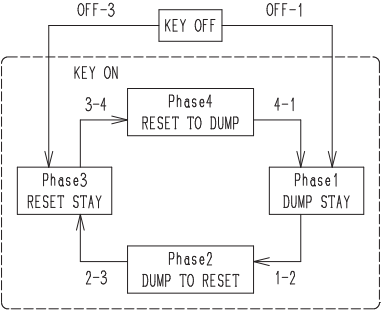 OFF-3
KEY OFF
OFF-1
KEY ON
3-4
Phase4
RESET TO DUMP
4-1
Phase3
RESET STAY
Phase1
DUMP STAY
2-3
Phase2
DUMP TO RESET
1-2